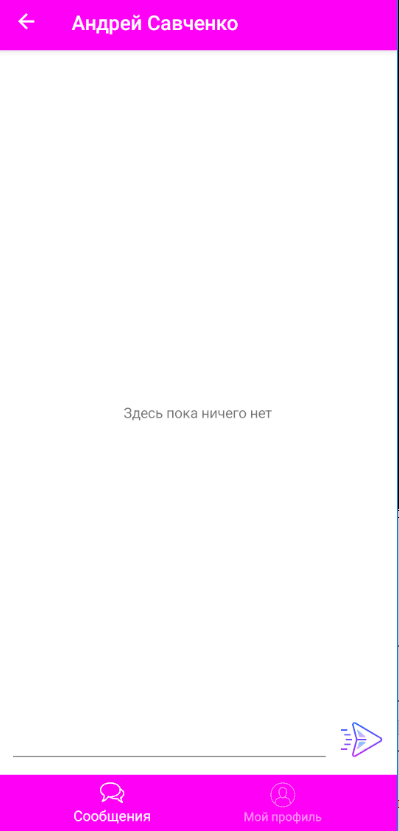 Андрей Савченко
Здесь пока ничего нет
Сообщения
Мой профиль